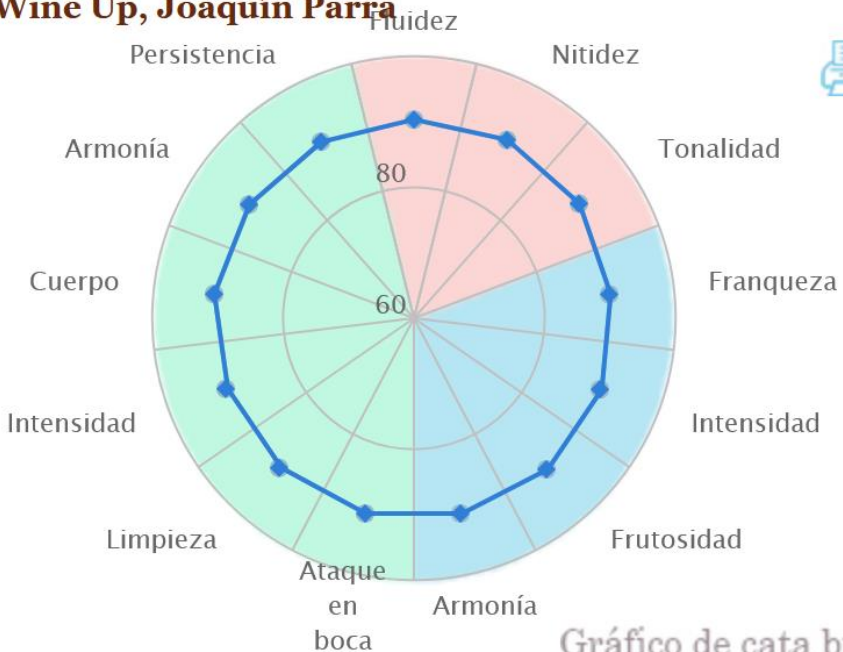 Wine Up, Joaquín Parra
Fluidez
Persistencia
Nitidez
Armonía
Tonalidad
80
Cuerpo
Franqueza
60
Intensidad
Intensidad
Limpieza
Frutosidad
Ataque
en
boca
Armonía
Gráfico de cata